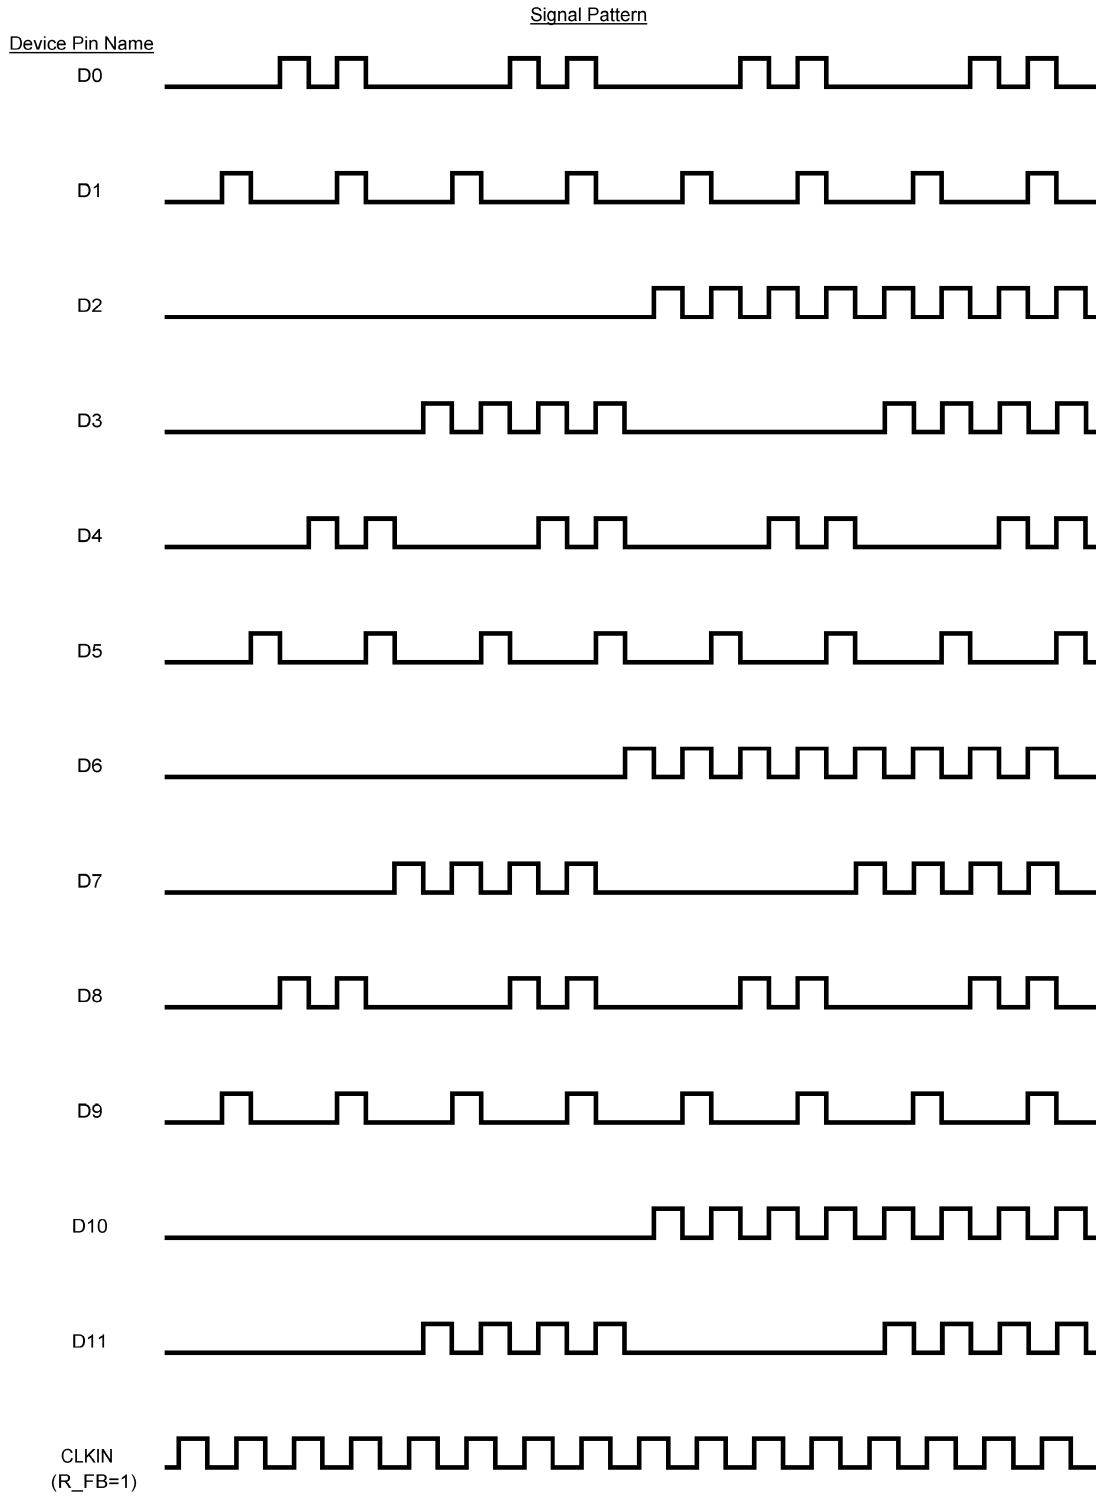 Signal Pattern
Device Pin Name
D0
D1
D2
D3
D4
D5
D6
D7
D8
D9
D10
D11
CLKIN
(R_FB=1)